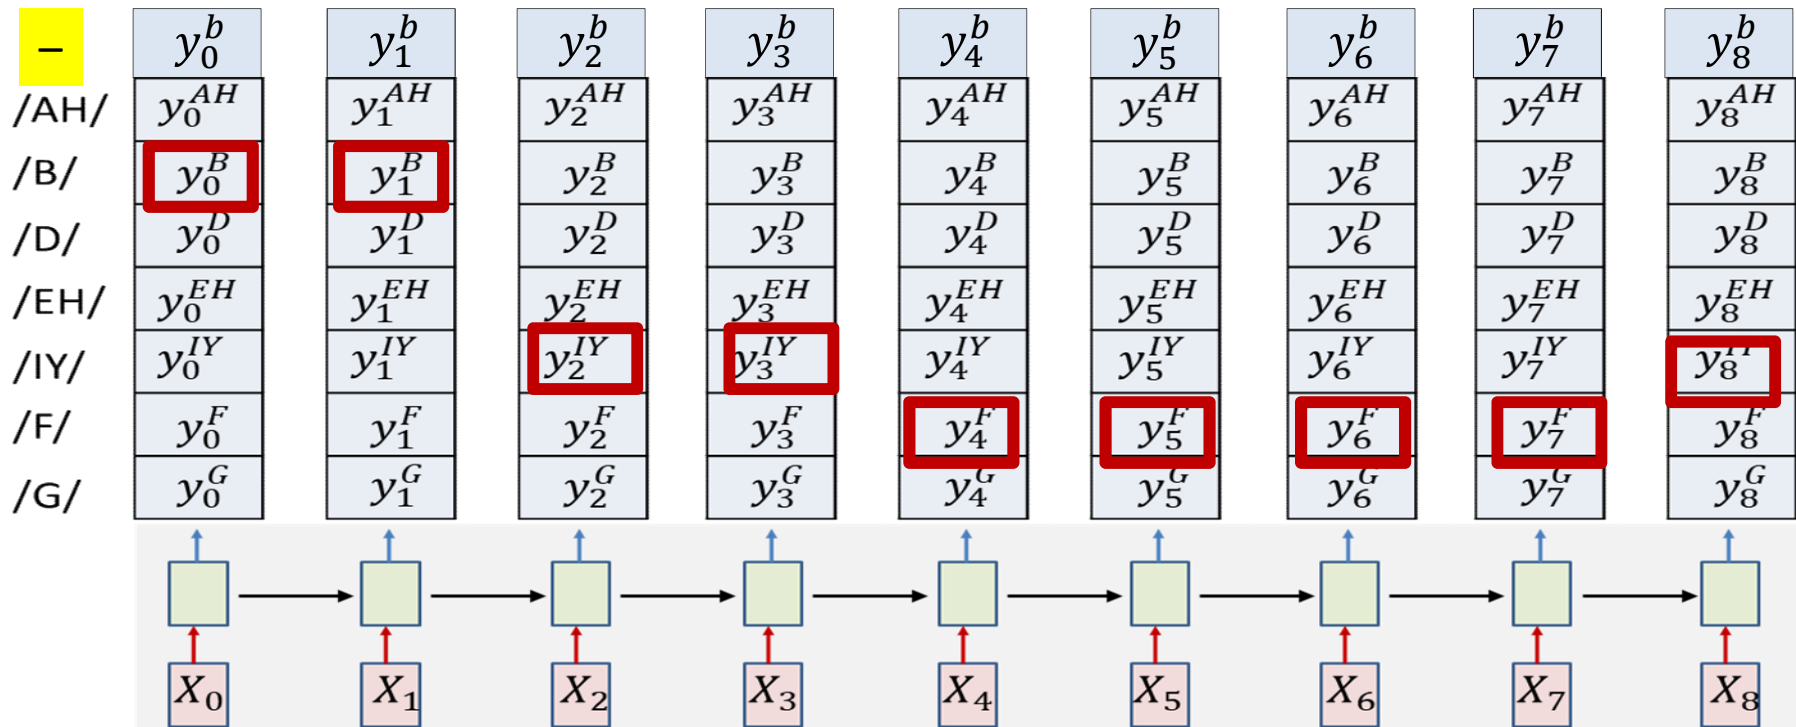 – y_0^b y_1^b y_2^b y_3^b y_4^b y_5^b y_6^b y_7^b y_8^b
/AH/ y_0^{AH} y_1^{AH} y_2^{AH} y_3^{AH} y_4^{AH} y_5^{AH} y_6^{AH} y_7^{AH} y_8^{AH}
/B/ y_0^B y_1^B y_2^B y_3^B y_4^B y_5^B y_6^B y_7^B y_8^B
/D/ y_0^D y_1^D y_2^D y_3^D y_4^D y_5^D y_6^D y_7^D y_8^D
/EH/ y_0^{EH} y_1^{EH} y_2^{EH} y_3^{EH} y_4^{EH} y_5^{EH} y_6^{EH} y_7^{EH} y_8^{EH}
/IY/ y_0^{IY} y_1^{IY} y_2^{IY} y_3^{IY} y_4^{IY} y_5^{IY} y_6^{IY} y_7^{IY} y_8^{IY}
/F/ y_0^F y_1^F y_2^F y_3^F y_4^F y_5^F y_6^F y_7^F y_8^F
/G/ y_0^G y_1^G y_2^G y_3^G y_4^G y_5^G y_6^G y_7^G y_8^G
X_0 X_1 X_2 X_3 X_4 X_5 X_6 X_7 X_8